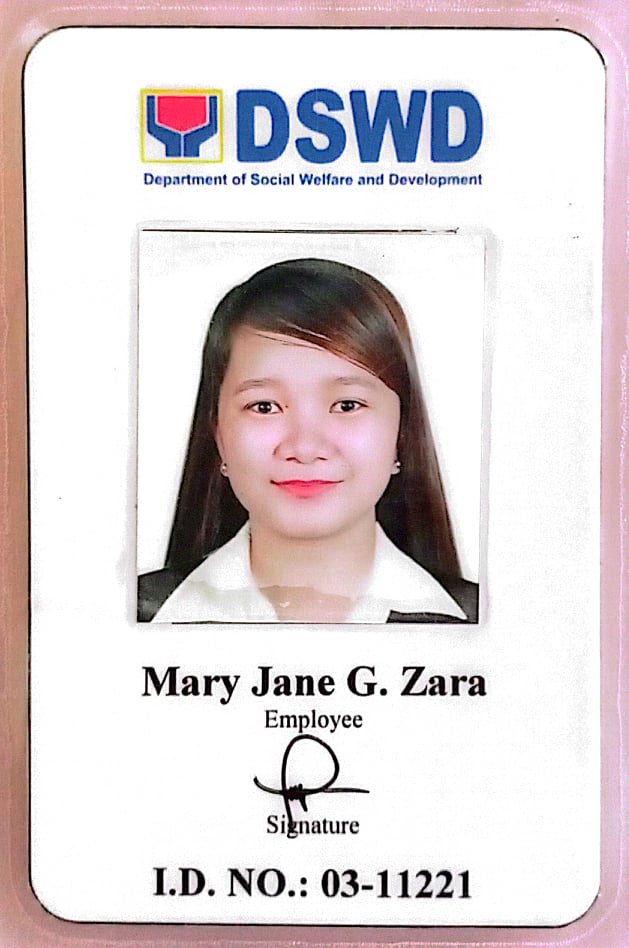 DSWD
Department of Social Welfare and Development
Mary Jane G. Zara
Employee
Signature
I.D. NO.: 03-11221